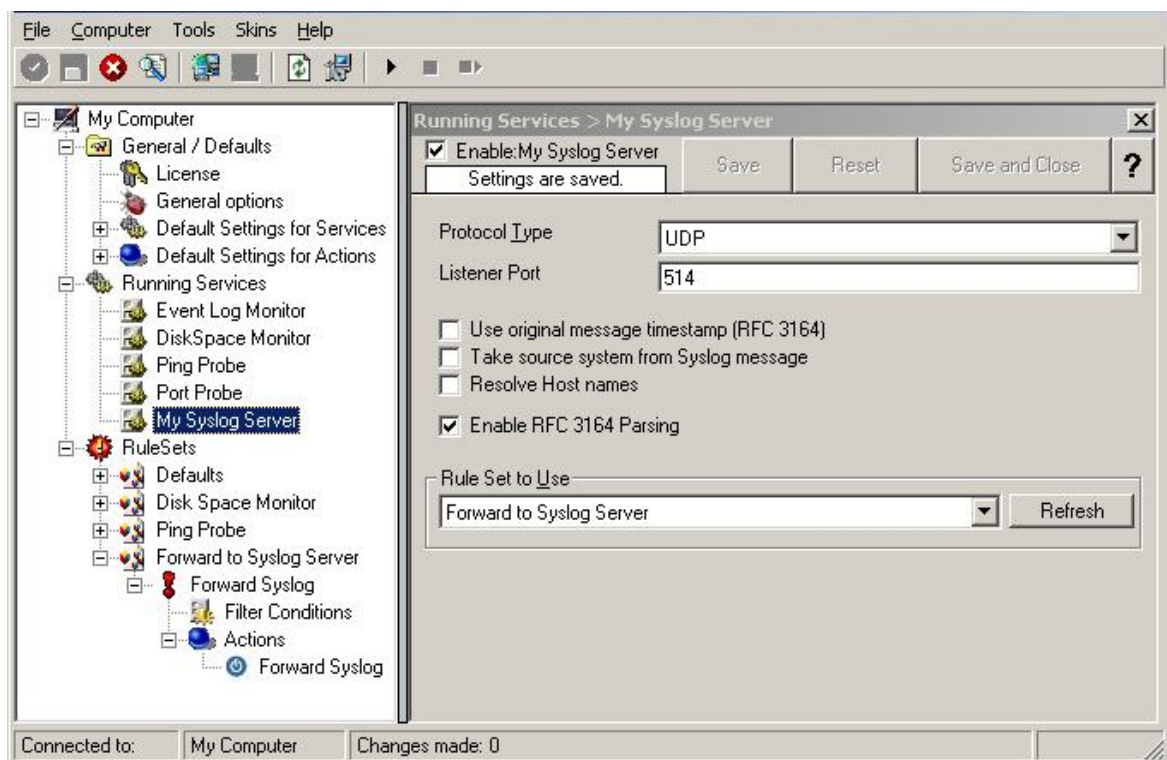 File Computer Tools Skins Help
My Computer
General / Defaults
License
General options
Default Settings for Services
Default Settings for Actions
Running Services
Event Log Monitor
DiskSpace Monitor
Ping Probe
Port Probe
My Syslog Server
RuleSets
Defaults
Disk Space Monitor
Ping Probe
Forward to Syslog Server
Forward Syslog
Filter Conditions
Actions
Forward Syslog
Running Services > My Syslog Server
Enable:My Syslog Server
Settings are saved.
Save
Reset
Save and Close
?
Protocol Type
UDP
Listener Port
514
Use original message timestamp (RFC 3164)
Take source system from Syslog message
Resolve Host names
Enable RFC 3164 Parsing
Rule Set to Use
Forward to Syslog Server
Refresh
Connected to: My Computer Changes made: 0